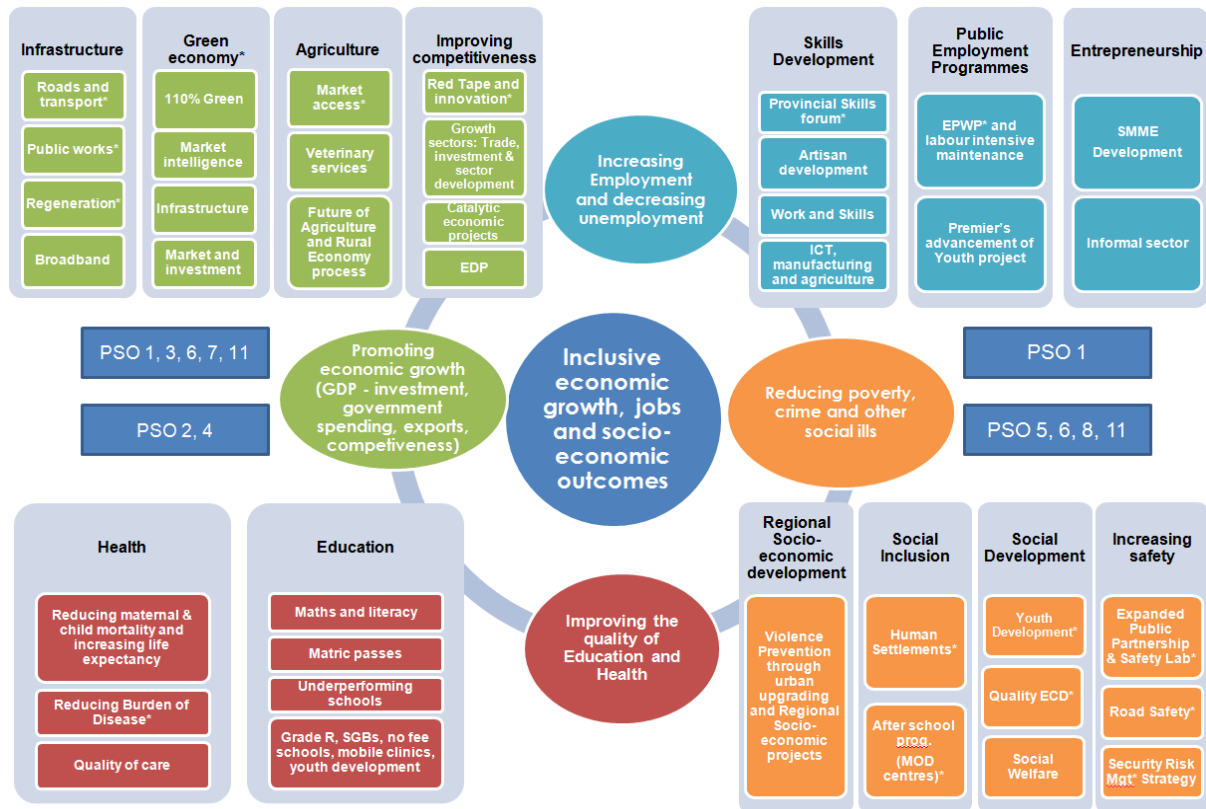 Infrastructure
Roads and
transport*
Public works*
Regeneration*
Broadband
Green
economy*
110% Green
Market
intelligence
Infrastructure
Market and
investment
Agriculture
Market
access*
Veterinary
services
Future of
Agriculture
and Rural
Economy
process
Improving
competitiveness
Red Tape and
innovation*
Growth
sectors: Trade,
investment &
sector
development
Catalytic
economic
projects
EDP
Increasing
Employment
and decreasing
unemployment
Skills
Development
Provincial Skills
forum*
Artisan
development
Work and Skills
ICT,
manufacturing
and agriculture
Public
Employment
Programmes
EPWP* and
labour intensive
maintenance
Premier's
advancement of
Youth project
Entrepreneurship
SMME
Development
Informal sector
PSO 1, 3, 6, 7, 11
PSO 2, 4
Promoting
economic growth
(GDP - investment,
government
spending, exports,
competiveness)
Inclusive
economic
growth, jobs
and socio-
economic
outcomes
Reducing poverty,
crime and other
social ills
PSO 1
PSO 5, 6, 8, 11
Health
Reducing maternal &
child mortality and
increasing life
expectancy
Reducing Burden of
Disease*
Quality of care
Education
Maths and literacy
Matric passes
Underperforming
schools
Grade R, SGBs, no fee
schools, mobile clinics,
youth development
Improving the
quality of
Education and
Health
Regional
Socio-
economic
development
Violence
Prevention
through
urban
upgrading
and Regional
Socio-
economic
projects
Social
Inclusion
Human
Settlements*
After school
prog.
(MOD
centres)*
Social
Development
Youth
Development*
Quality ECD*
Social
Welfare
Increasing
safety
Expanded
Public
Partnership
& Safety Lab*
Road Safety*
Security Risk
Mgt* Strategy